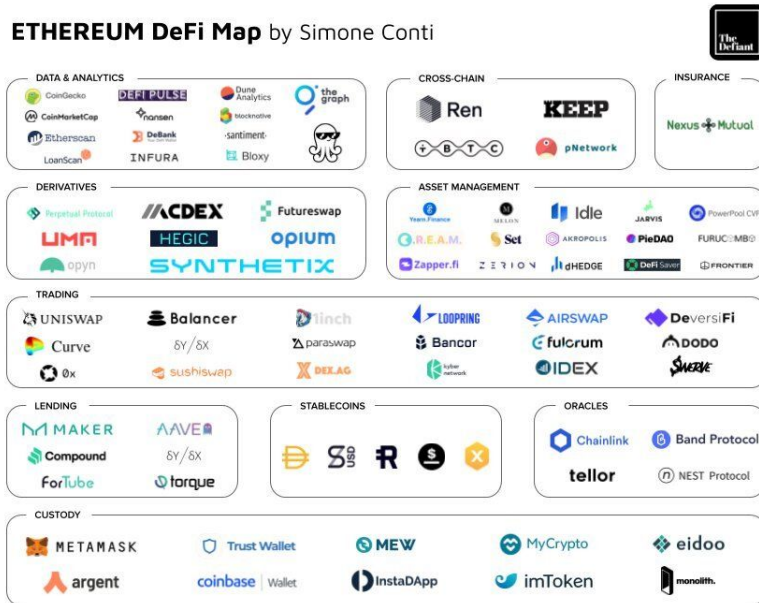 ETHEREUM DeFi Map by Simone Conti
The
Defiant
DATA & ANALYTICS
CoinGecko
DEFI PULSE
Dune
Analytics
the
graph
CoinMarketCap
nansen
blocknative
Etherscan
DeBank
·santiment·
LoanScan
INFURA
Bloxy
CROSS-CHAIN
Ren
KEEP
TBTC
pNetwork
INSURANCE
Nexus Mutual
DERIVATIVES
Perpetual Protocol
MCDEX
Futureswap
UMA
HEGIC
opium
opyn
SYNTHETIX
ASSET MANAGEMENT
Yearn.Finance
MELON
Idle
JARVIS
PowerPool CVP
C.R.E.A.M.
Set
AKROPOLIS
PieDAO
FURUCOMBO
Zapper.fi
ZERION
dHEDGE
DeFi Saver
FRONTIER
TRADING
UNISWAP
Balancer
1inch
LOOPRING
AIRSWAP
DeversiFi
Curve
δY/δX
paraswap
Bancor
fulcrum
DODO
0x
sushiswap
DEX.AG
kyber
network
IDEX
SWERVE
LENDING
MAKER
AAVE
Compound
δY/δX
ForTube
torque
STABLECOINS
S USD
R
$
X
ORACLES
Chainlink
Band Protocol
tellor
n NEST Protocol
CUSTODY
METAMASK
Trust Wallet
MEW
MyCrypto
eidoo
argent
coinbase | Wallet
InstaDApp
imToken
monolith.